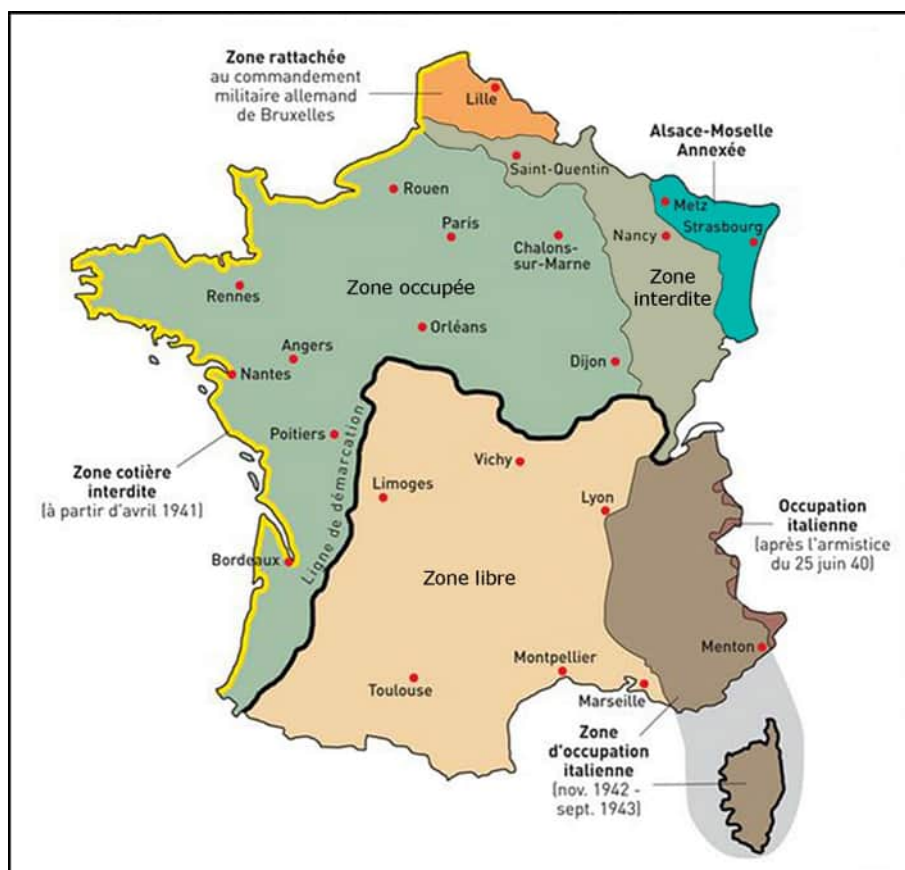 Zone rattachée
au commandement
militaire allemand
de Bruxelles
Lille
Alsace-Moselle
Annexée
Saint-Quentin
Rouen
Metz
Paris
Nancy
Strasbourg
Chalons-
sur-Marne
Zone
interdite
Rennes
Zone occupée
Orléans
Angers
Dijon
Nantes
Poitiers
Ligne de démarcation
Zone cotière
interdite
(à partir d'avril 1941)
Vichy
Limoges
Lyon
Occupation
italienne
(après l'armistice
du 25 juin 40)
Bordeaux
Zone libre
Menton
Montpellier
Toulouse
Marseille
Zone
d'occupation
italienne
(nov. 1942 -
sept. 1943)